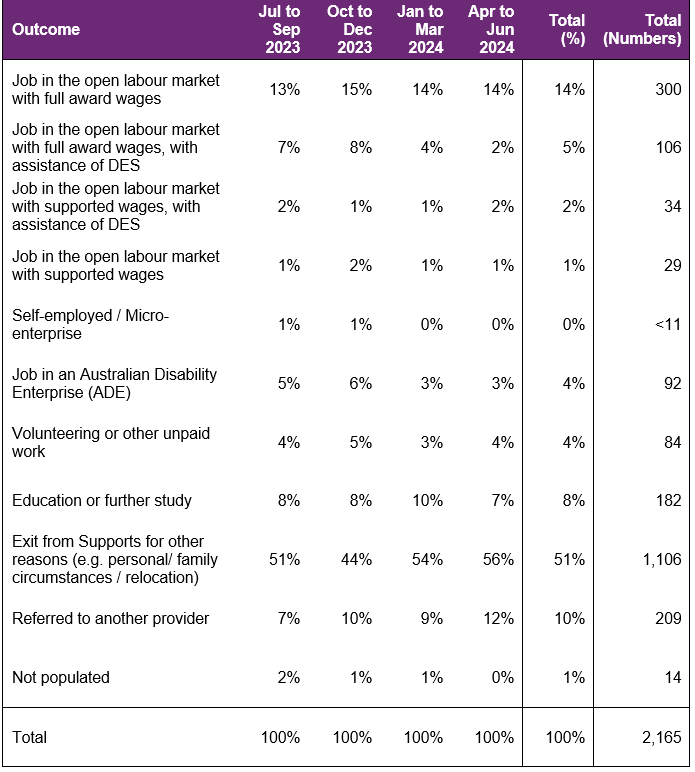 Outcome Jul to Sep 2023 Oct to Dec 2023 Jan to Mar 2024 Apr to Jun 2024 Total (%) Total (Numbers)
Job in the open labour market
with full award wages 13% 15% 14% 14% 14% 300
Job in the open labour market
with full award wages, with
assistance of DES 7% 8% 4% 2% 5% 106
Job in the open labour market
with supported wages, with
assistance of DES 2% 1% 1% 2% 2% 34
Job in the open labour market
with supported wages 1% 2% 1% 1% 1% 29
Self-employed / Micro-
enterprise 1% 1% 0% 0% 0% <11
Job in an Australian Disability
Enterprise (ADE) 5% 6% 3% 3% 4% 92
Volunteering or other unpaid
work 4% 5% 3% 4% 4% 84
Education or further study 8% 8% 10% 7% 8% 182
Exit from Supports for other
reasons (e.g. personal/ family
circumstances / relocation) 51% 44% 54% 56% 51% 1,106
Referred to another provider 7% 10% 9% 12% 10% 209
Not populated 2% 1% 1% 0% 1% 14
Total 100% 100% 100% 100% 100% 2,165